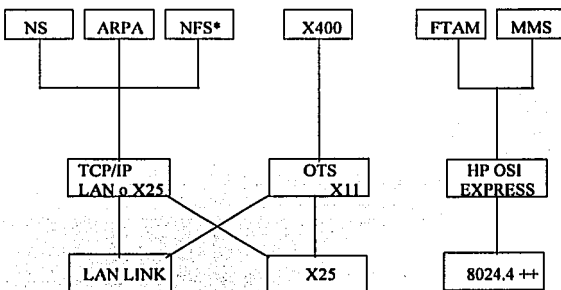 NS ARPA NFS* X400 FTAM MMS
TCP/IP
LAN o X25
OTS
X11
HP OSI
EXPRESS
LAN LINK X25 8024.4 ++